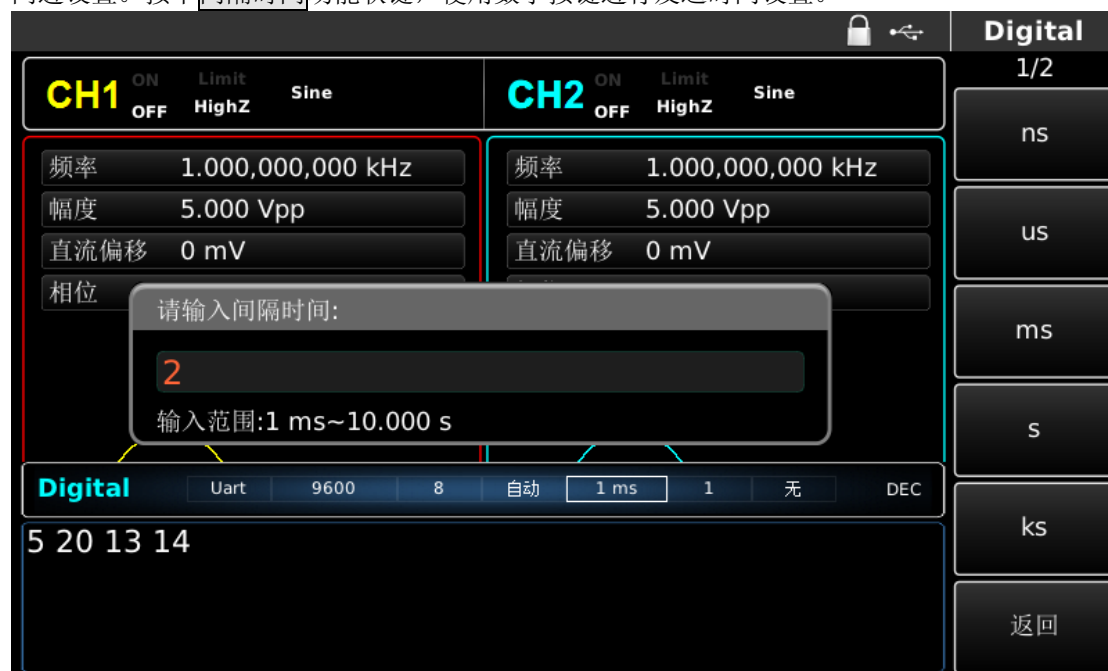 间隔时间
Digital
1/2
CH1 ON OFF Limit HighZ Sine
CH2 ON OFF Limit HighZ Sine
ns
频率 1.000,000,000 kHz
频率 1.000,000,000 kHz
幅度 5.000 Vpp
幅度 5.000 Vpp
us
直流偏移 0 mV
直流偏移 0 mV
相位
请输入间隔时间:
ms
2
输入范围:1 ms~10.000 s
s
Digital Uart 9600 8 自动 1 ms 1 无 DEC
5 20 13 14
ks
返回